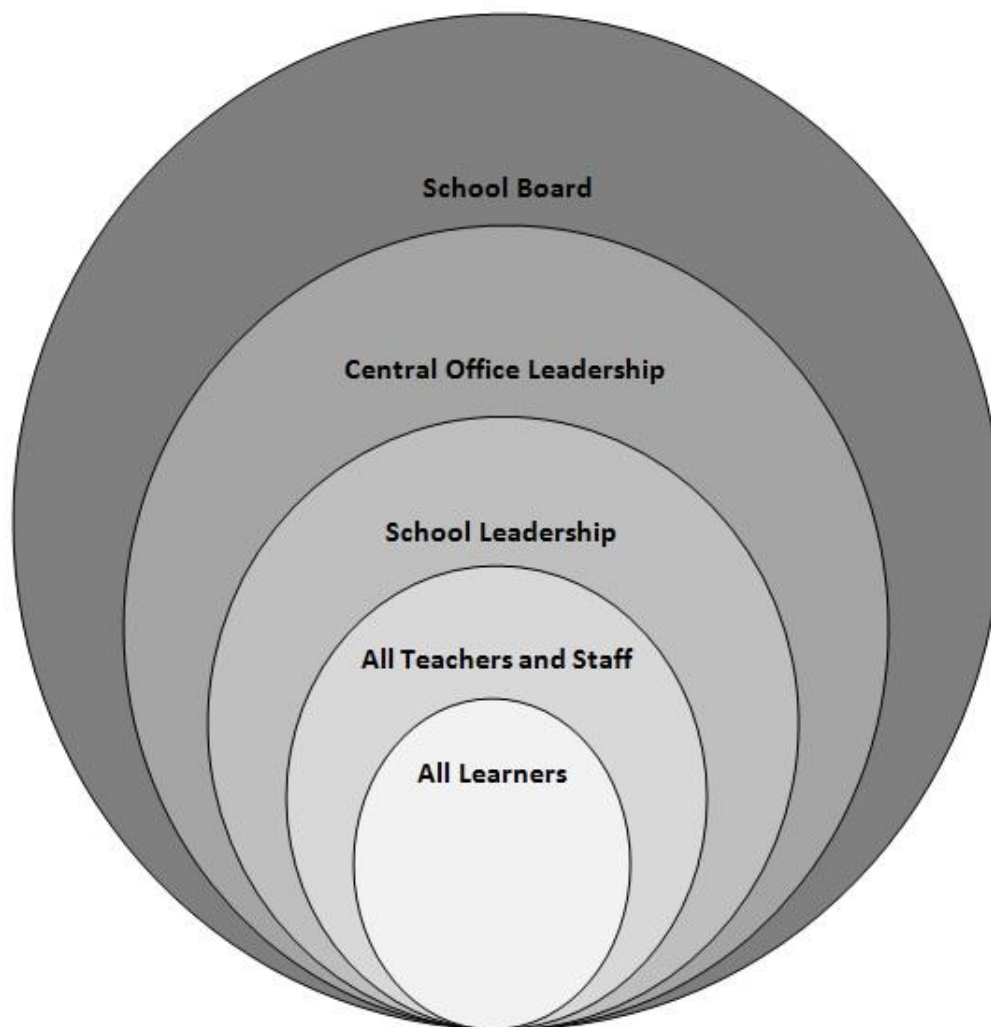 School Board
Central Office Leadership
School Leadership
All Teachers and Staff
All Learners